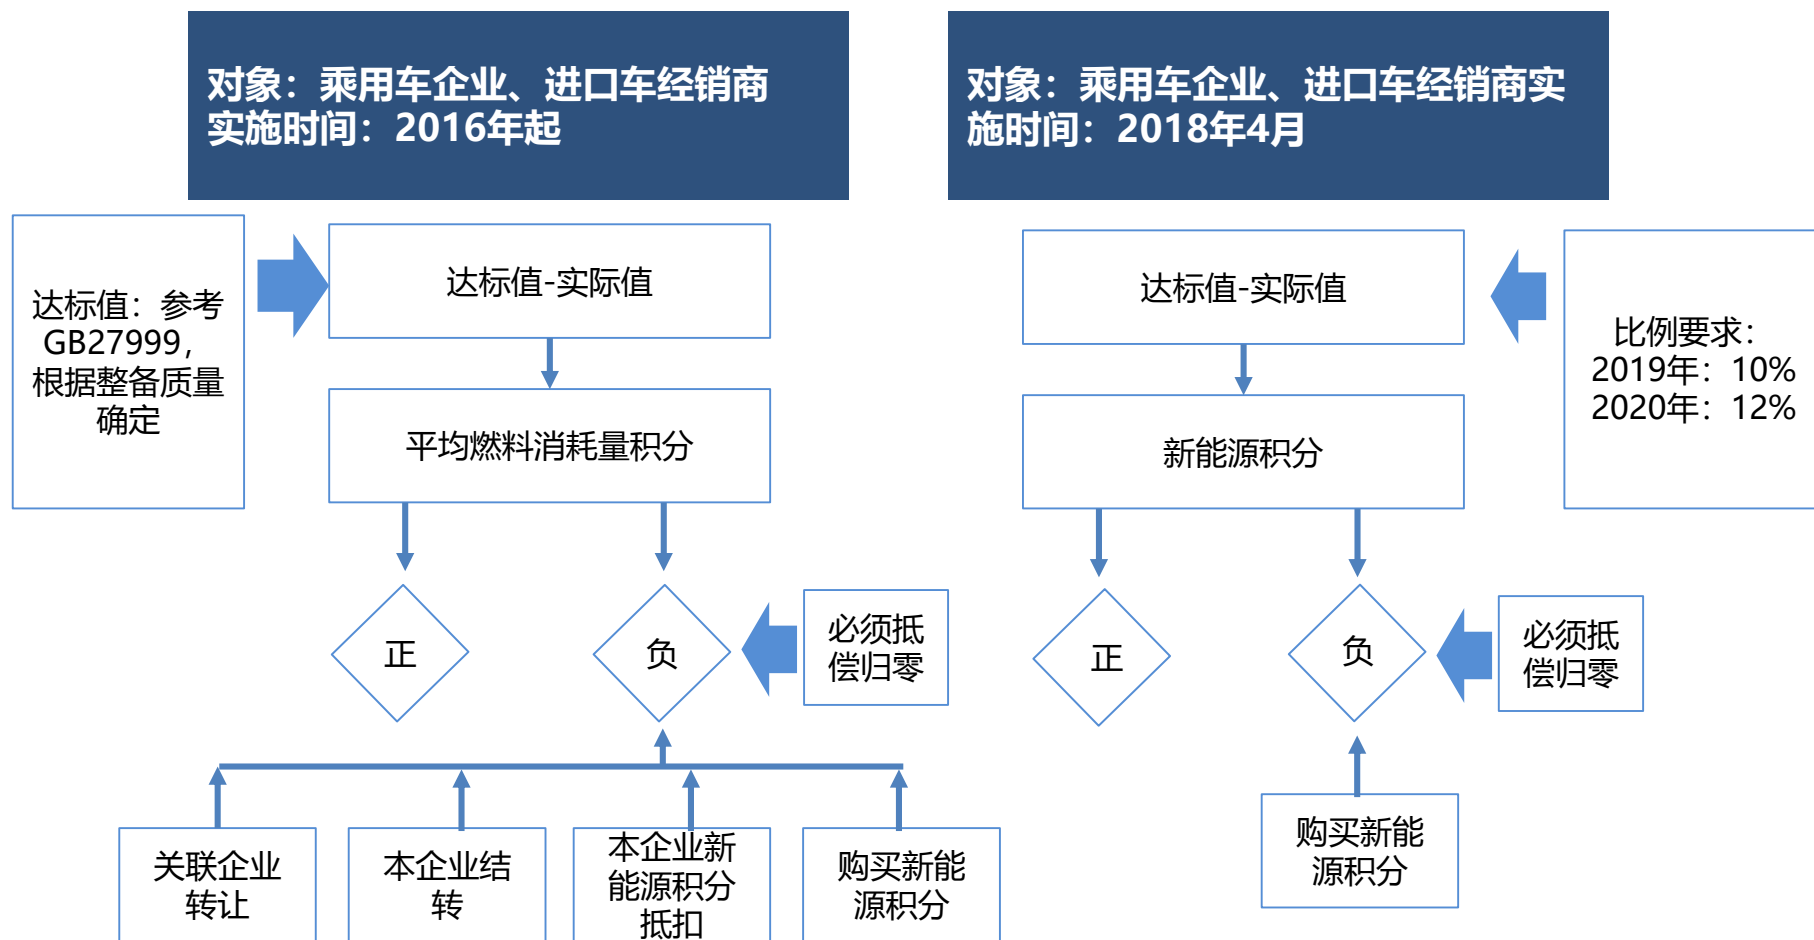 对象：乘用车企业、进口车经销商
实施时间：2016年起
对象：乘用车企业、进口车经销商实
施时间：2018年4月
达标值：参考
GB27999，
根据整备质量
确定
达标值-实际值
平均燃料消耗量积分
正
负
必须抵
偿归零
关联企业
转让
本企业结
转
本企业新
能源积分
抵扣
购买新能
源积分
达标值-实际值
比例要求：
2019年：10%
2020年：12%
新能源积分
正
负
必须抵
偿归零
购买新能
源积分